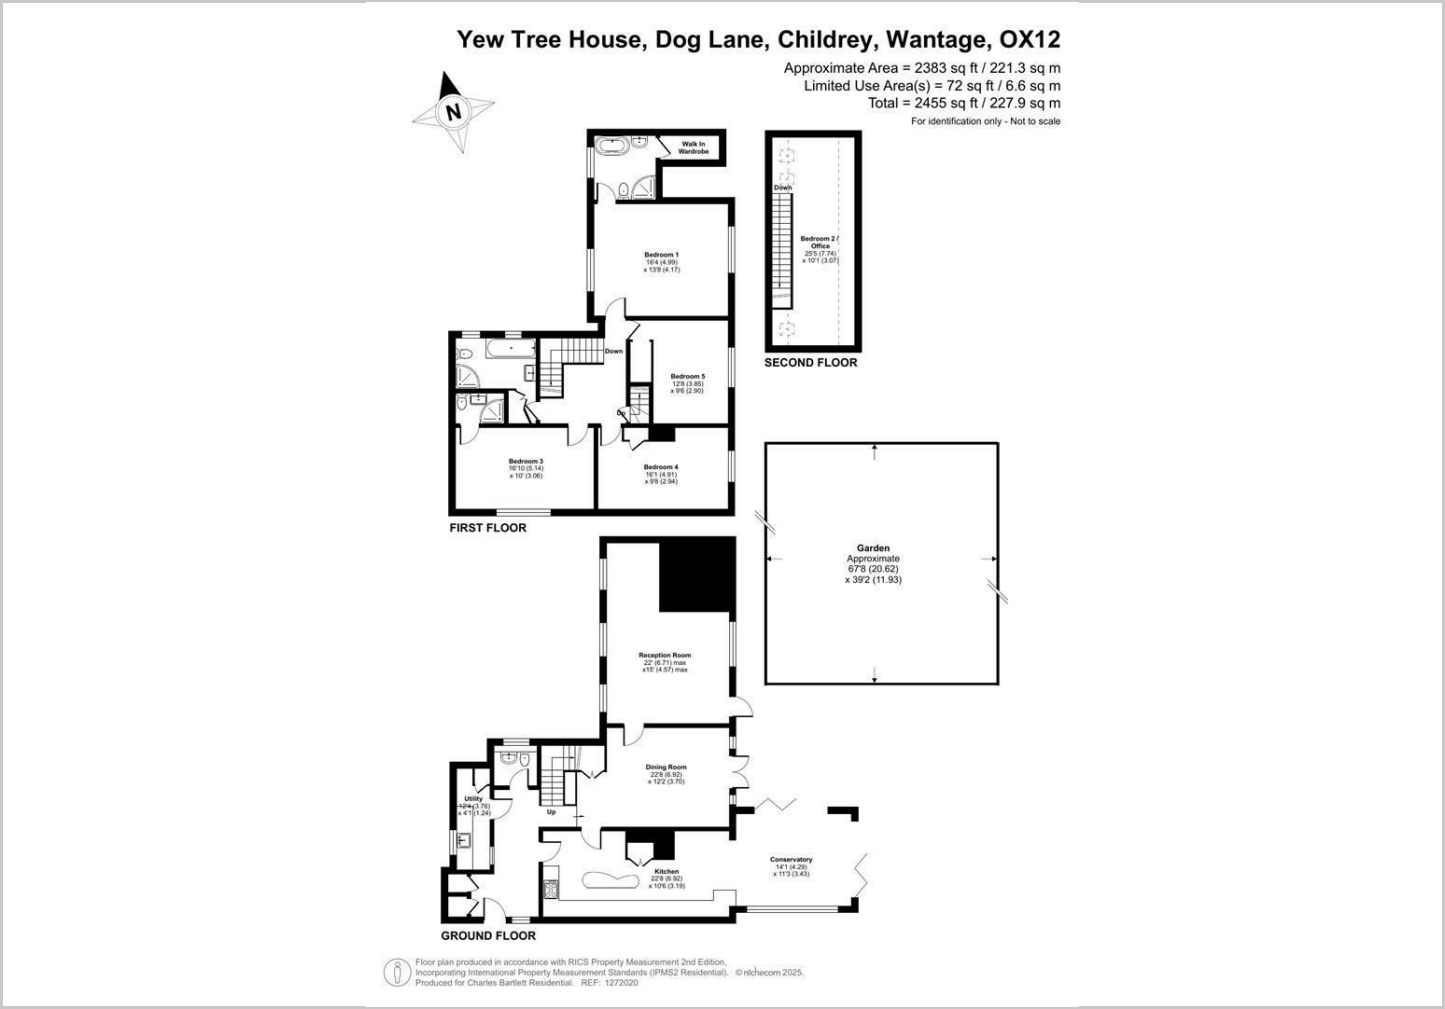 Yew Tree House, Dog Lane, Childrey, Wantage, OX12
Approximate Area = 2383 sq ft / 221.3 sq m
Limited Use Area(s) = 72 sq ft / 6.6 sq m
Total = 2455 sq ft / 227.9 sq m
For identification only - Not to scale
N
Walk In
Wardrobe
Bedroom 1
16'4 (4.99)
x 13'8 (4.17)
Down
Bedroom 5
12'8 (3.85)
x 9'6 (2.90)
Up
Bedroom 3
16'10 (5.14)
x 10' (3.06)
Bedroom 4
16'1 (4.91)
x 9'8 (2.94)
FIRST FLOOR
Down
Bedroom 2 /
Office
25'5 (7.74)
x 10'1 (3.07)
SECOND FLOOR
Garden
Approximate
67'8 (20.62)
x 39'2 (11.93)
Reception Room
22' (6.71) max
x15' (4.57) max
Dining Room
22'8 (6.92)
x 12'2 (3.70)
Utility
12'4 (3.76)
x 4'1 (1.24)
Up
Kitchen
22'8 (6.92)
x 10'6 (3.19)
Conservatory
14'1 (4.29)
x 11'3 (3.43)
GROUND FLOOR
Floor plan produced in accordance with RICS Property Measurement 2nd Edition,
Incorporating International Property Measurement Standards (IPMS2 Residential). © nichecom 2025.
Produced for Charles Bartlett Residential. REF: 1272020